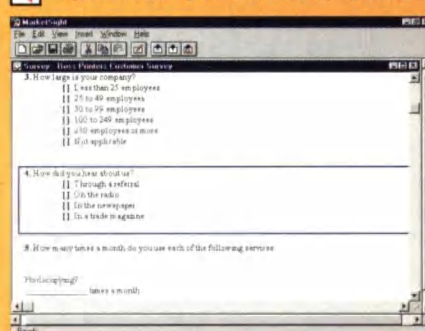 MarketSight
File Edit View Insert Window Help
Survey - Hoss Printers Customer Survey
3. How large is your company?
[] Less than 25 employees
[] 25 to 49 employees
[] 50 to 99 employees
[] 100 to 249 employees
[] 250 employees or more
[] Not applicable
4. How did you hear about us?
[] Through a referral
[] On the radio
[] In the newspaper
[] In a trade magazine
5. How many times a month do you use each of the following services
Photocopying?
times a month
Ready